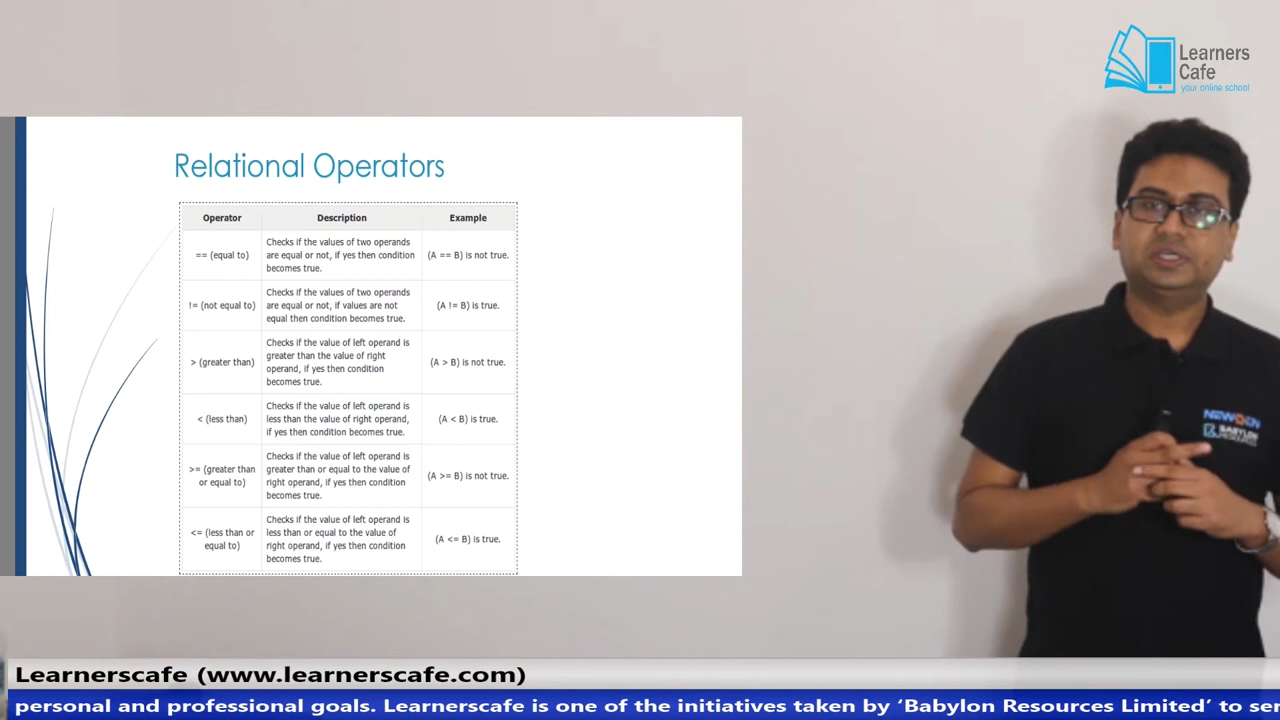 Learners
Cafe
your online school
Relational Operators
Operator Description Example
== (equal to)
Checks if the values of two operands
are equal or not, if yes then condition
becomes true.
(A == B) is not true.
!= (not equal to)
Checks if the values of two operands
are equal or not, if values are not
equal then condition becomes true.
(A != B) is true.
> (greater than)
Checks if the value of left operand is
greater than the value of right
operand, if yes then condition
becomes true.
(A > B) is not true.
< (less than)
Checks if the value of left operand is
less than the value of right operand,
if yes then condition becomes true.
(A < B) is true.
>= (greater than
or equal to)
Checks if the value of left operand is
greater than or equal to the value of
right operand, if yes then condition
becomes true.
(A >= B) is not true.
<= (less than or
equal to)
Checks if the value of left operand is
less than or equal to the value of
right operand, if yes then condition
becomes true.
(A <= B) is true.
BABYLON
Learnerscafe (www.learnerscafe.com)
personal and professional goals. Learnerscafe is one of the initiatives taken by ‘Babylon Resources Limited’ to ser